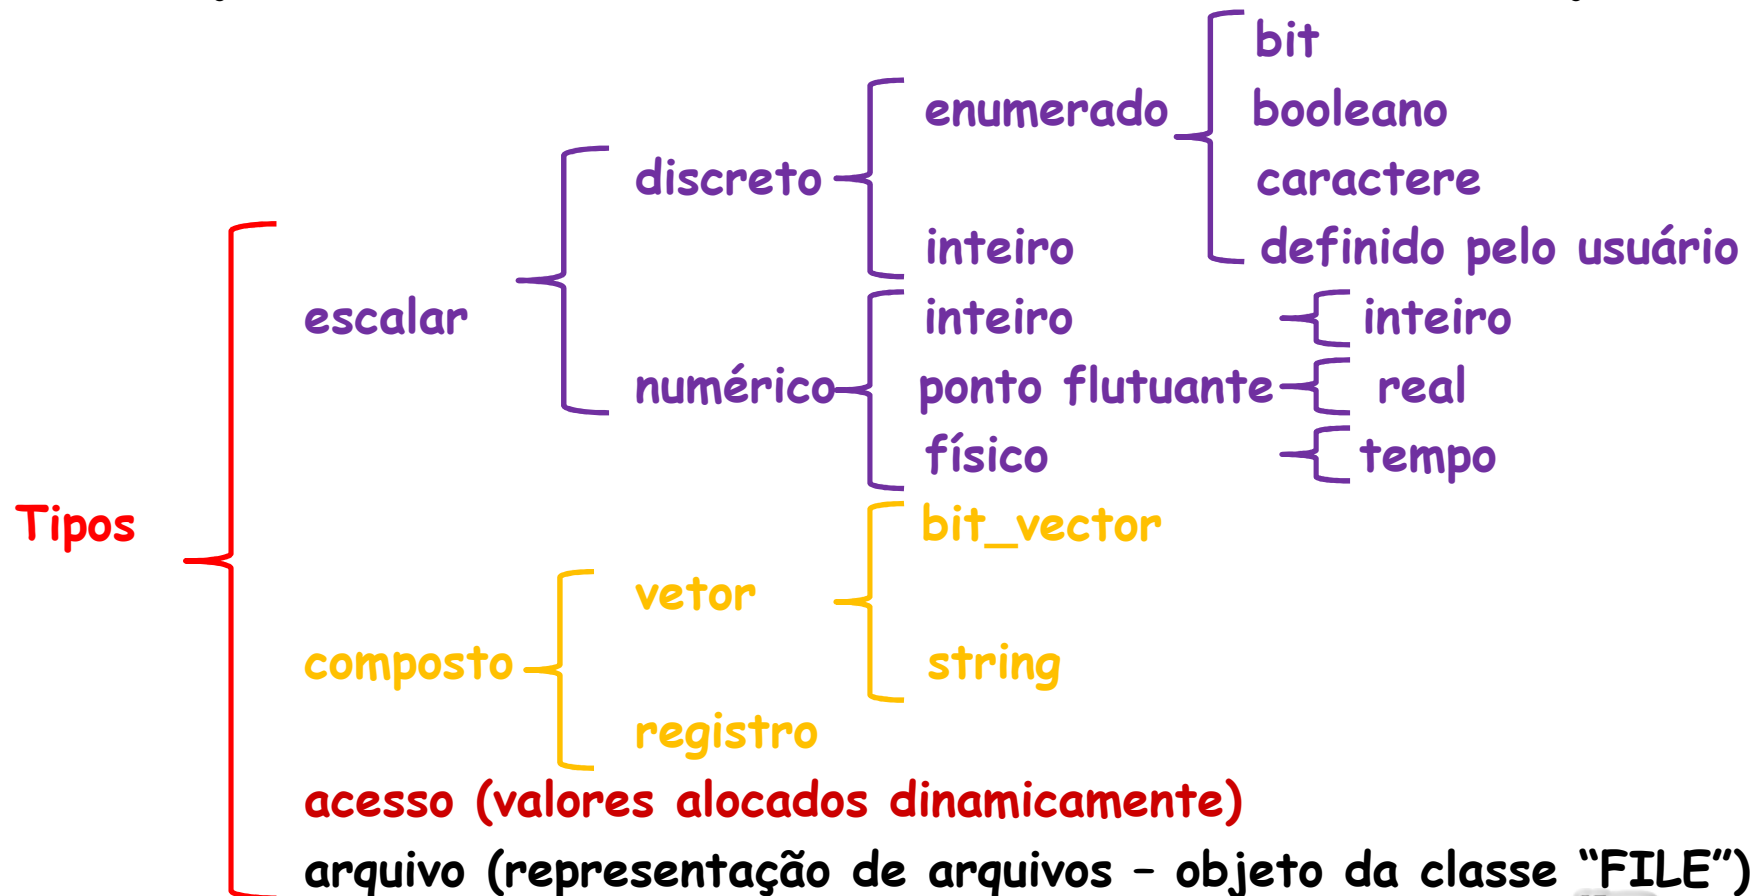 bit
enumerado booleano
discreto caractere
inteiro definido pelo usuário
escalar inteiro inteiro
numérico ponto flutuante real
físico tempo
Tipos bit_vector
vetor
composto string
registro
acesso (valores alocados dinamicamente)
arquivo (representação de arquivos – objeto da classe “FILE”)